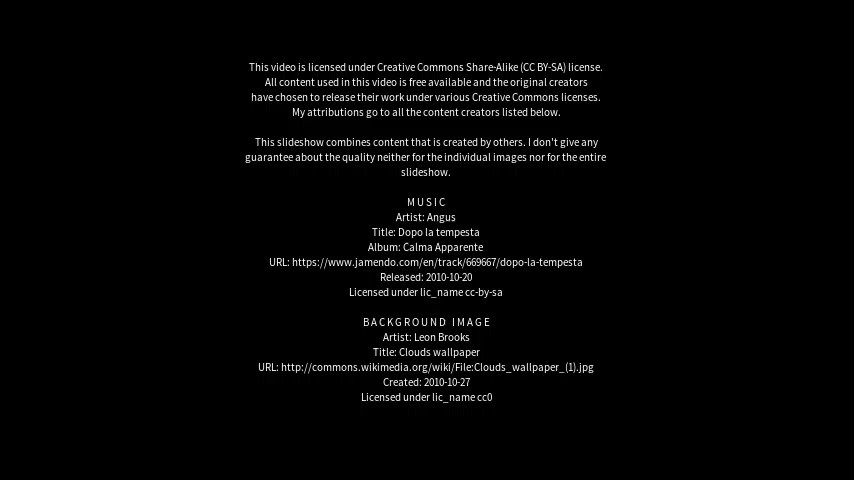 This video is licensed under Creative Commons Share-Alike (CC BY-SA) license.
All content used in this video is free available and the original creators
have chosen to release their work under various Creative Commons licenses.
My attributions go to all the content creators listed below.
This slideshow combines content that is created by others. I don't give any
guarantee about the quality neither for the individual images nor for the entire
slideshow.
MUSIC
Artist: Angus
Title: Dopo la tempesta
Album: Calma Apparente
URL: https://www.jamendo.com/en/track/669667/dopo-la-tempesta
Released: 2010-10-20
Licensed under lic_name cc-by-sa
BACKGROUND IMAGE
Artist: Leon Brooks
Title: Clouds wallpaper
URL: http://commons.wikimedia.org/wiki/File:Clouds_wallpaper_(1).jpg
Created: 2010-10-27
Licensed under lic_name cc0